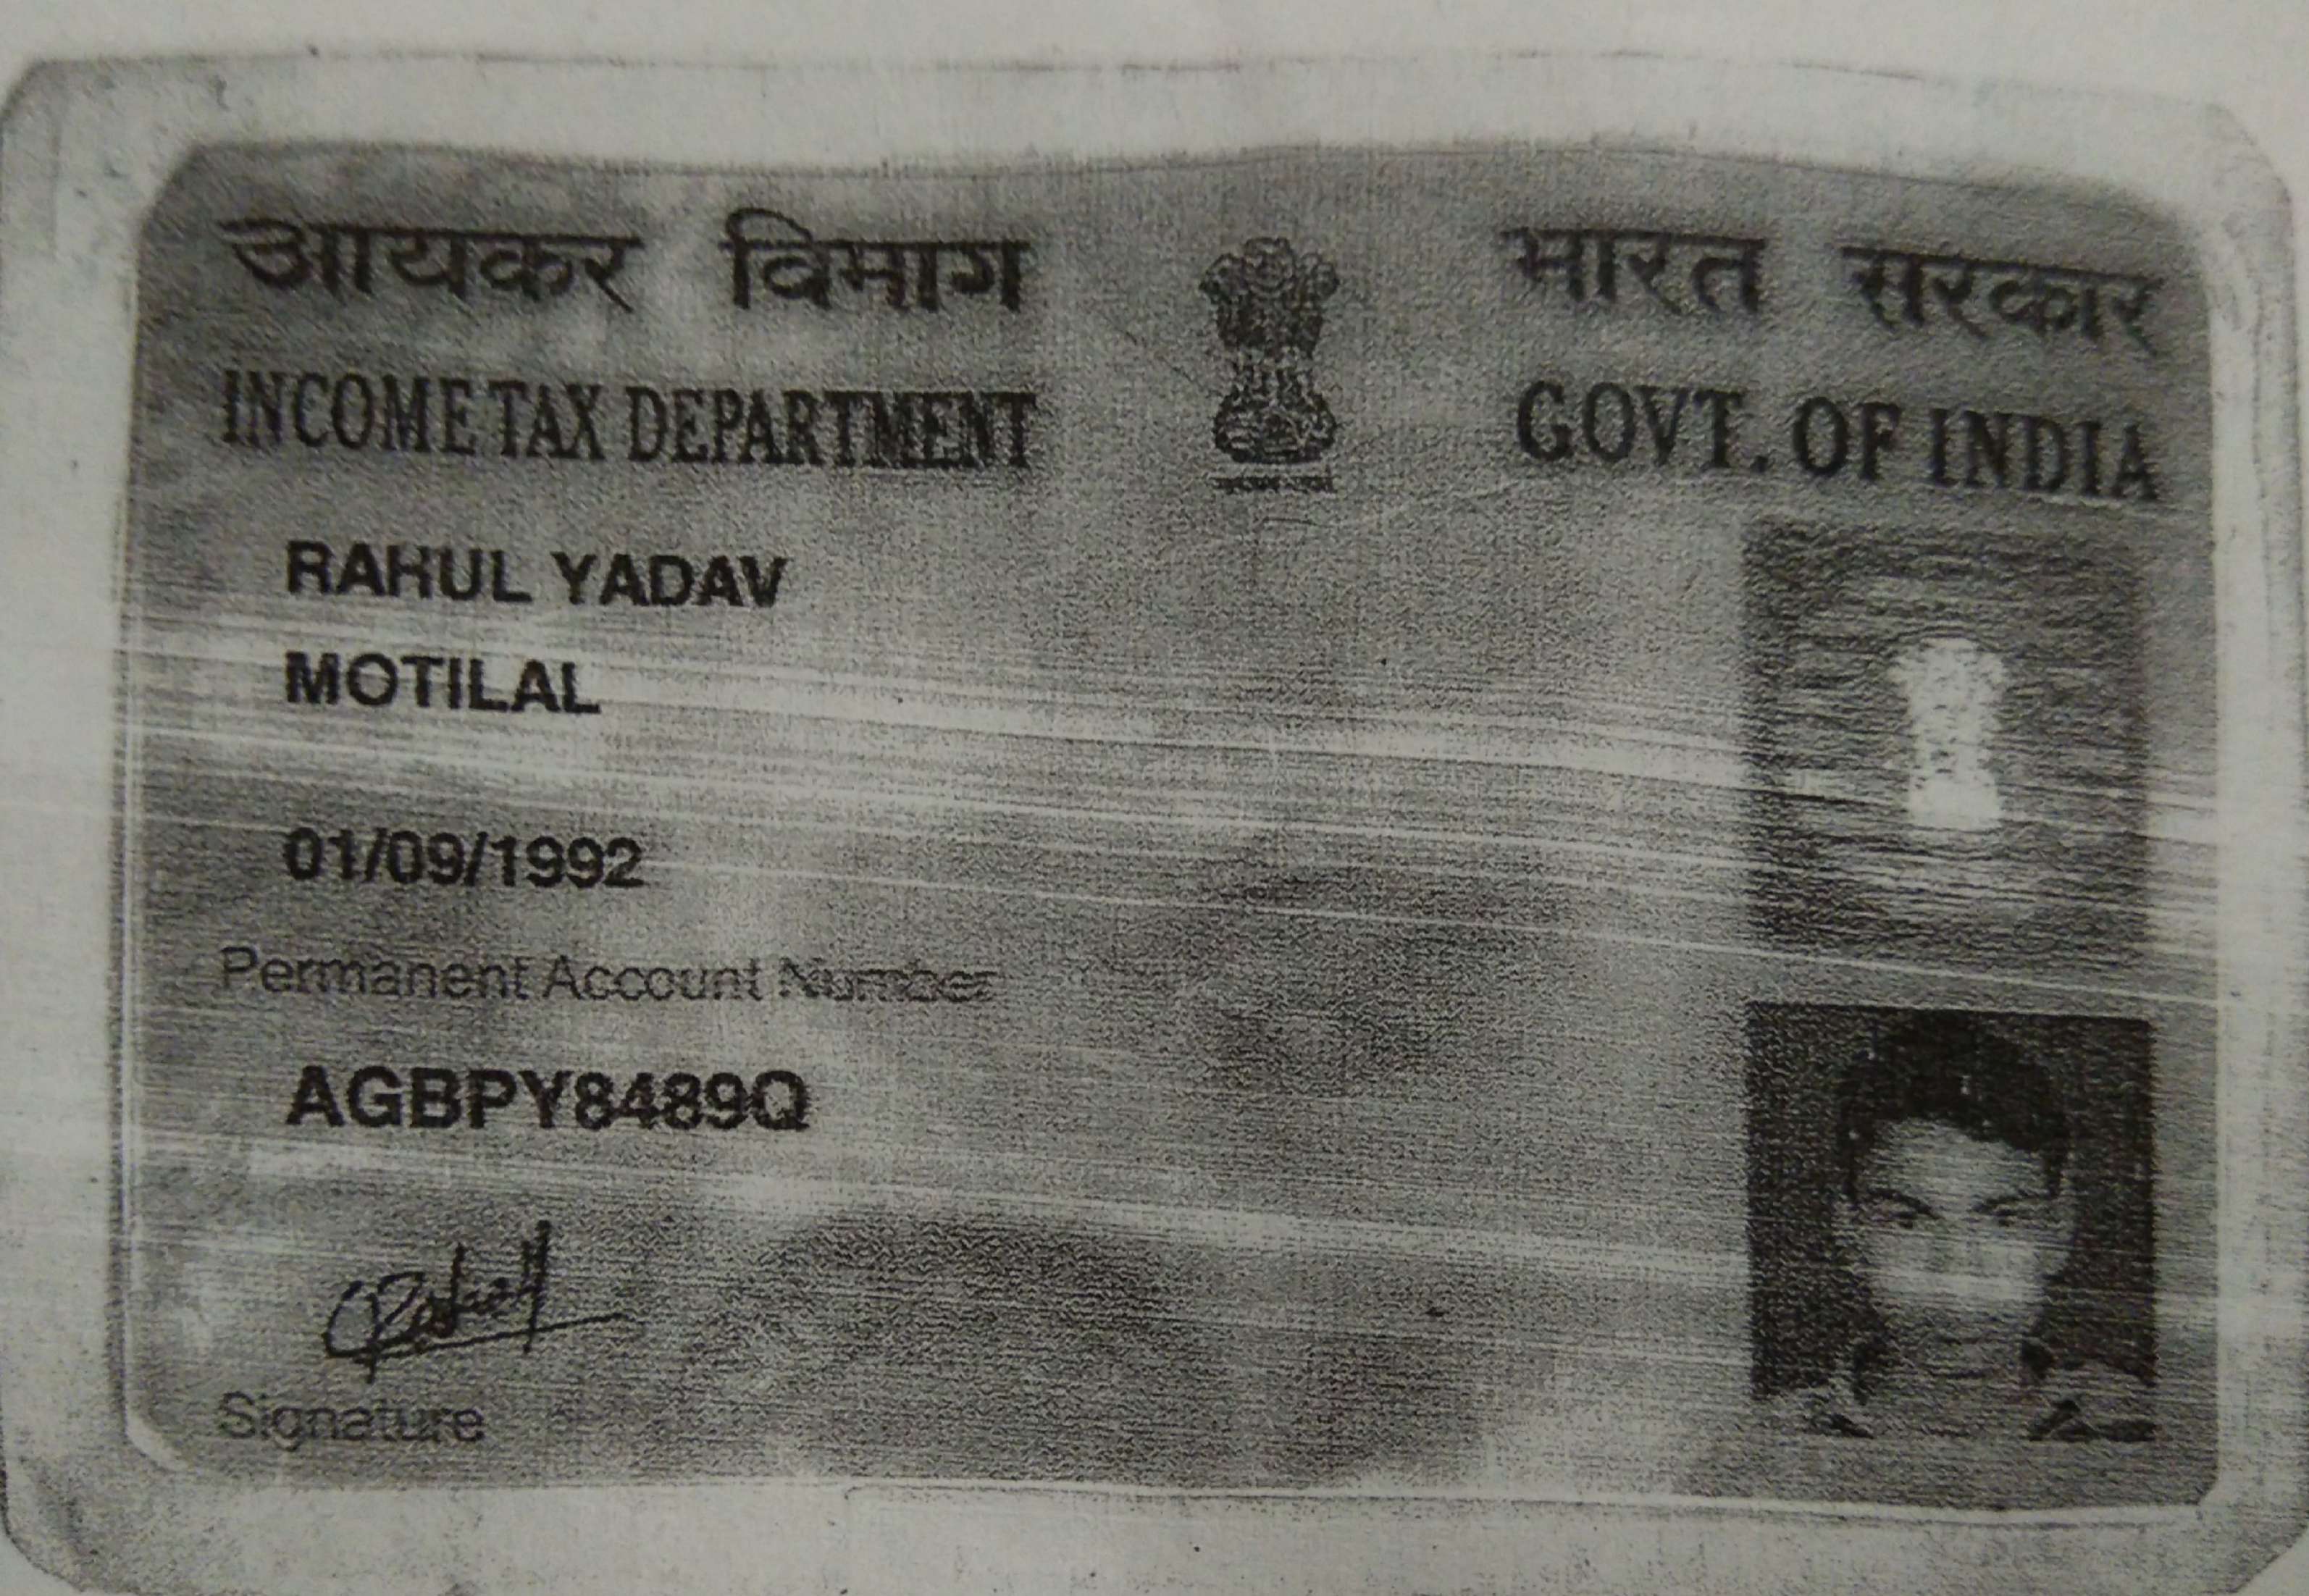 आयकर विभाग
भारत सरकार
INCOME TAX DEPARTMENT
GOVT. OF INDIA
RAHUL YADAV
MOTILAL
01/09/1992
Permanent Account Number
AGBPY8489Q
Signature